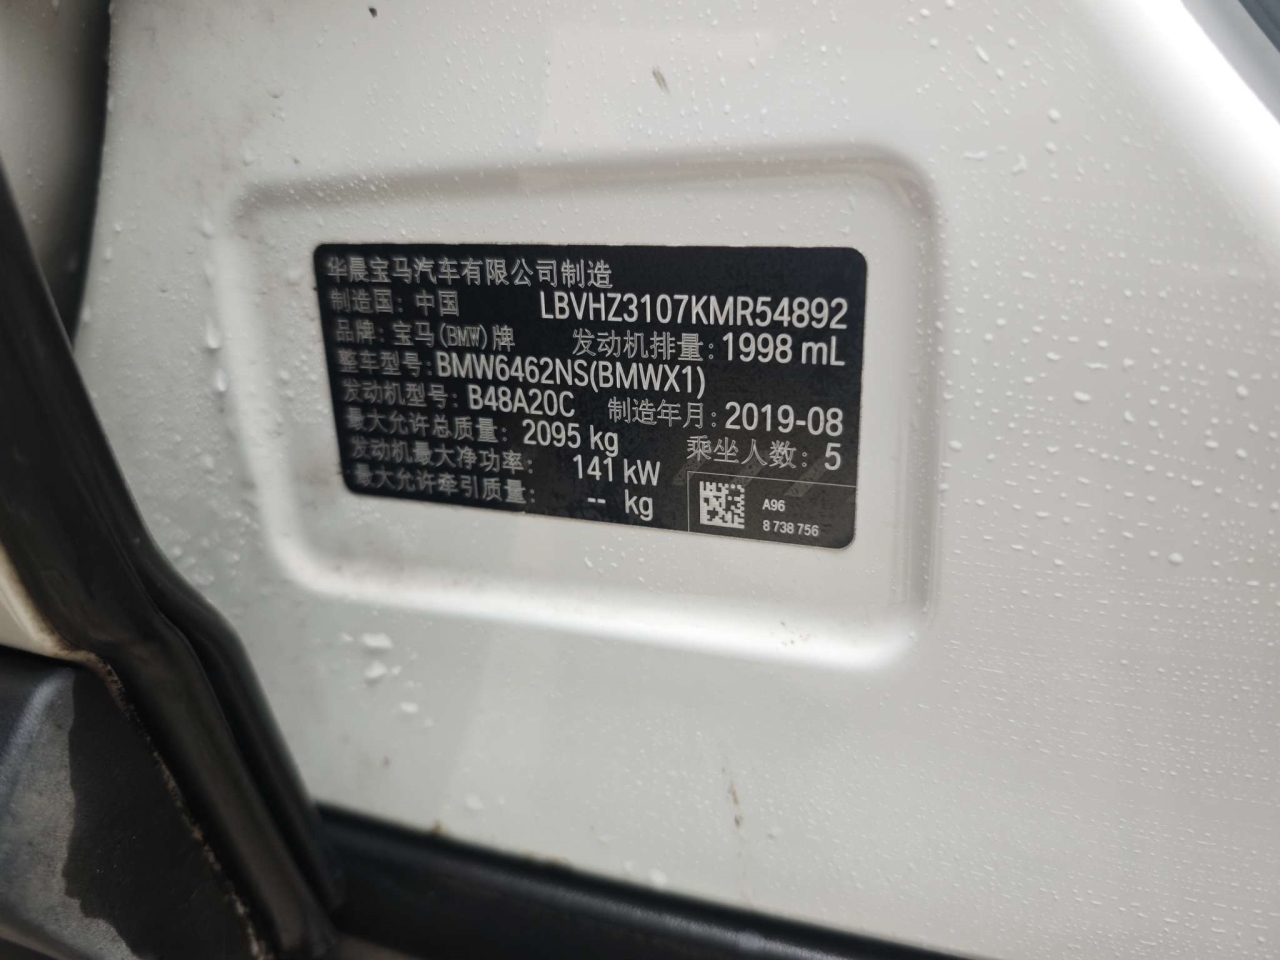 华晨宝马汽车有限公司制造
制造国: 中国 LBVHZ3107KMR54892
品牌: 宝马(BMW)牌 发动机排量: 1998 mL
整车型号: BMW6462NS(BMWX1)
发动机型号: B48A20C 制造年月: 2019-08
最大允许总质量: 2095 kg 乘坐人数: 5
发动机最大净功率: 141 kW
最大允许牵引质量: -- kg
A96
8 738 756